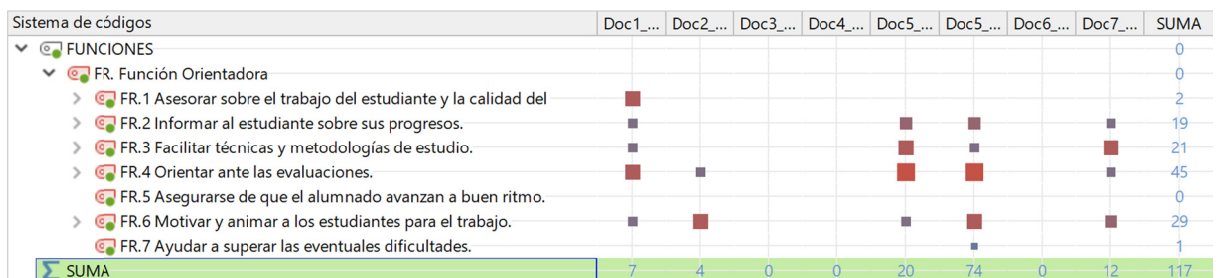 Sistema de códigos Doc1_... Doc2_... Doc3_... Doc4_... Doc5_... Doc5_... Doc6_... Doc7_... SUMA
FUNCIONES 0
FR. Función Orientadora 0
FR.1 Asesorar sobre el trabajo del estudiante y la calidad del 2
FR.2 Informar al estudiante sobre sus progresos. 19
FR.3 Facilitar técnicas y metodologías de estudio. 21
FR.4 Orientar ante las evaluaciones. 45
FR.5 Asegurarse de que el alumnado avanzan a buen ritmo. 0
FR.6 Motivar y animar a los estudiantes para el trabajo. 29
FR.7 Ayudar a superar las eventuales dificultades. 1
Σ SUMA 7 4 0 0 20 74 0 12 117